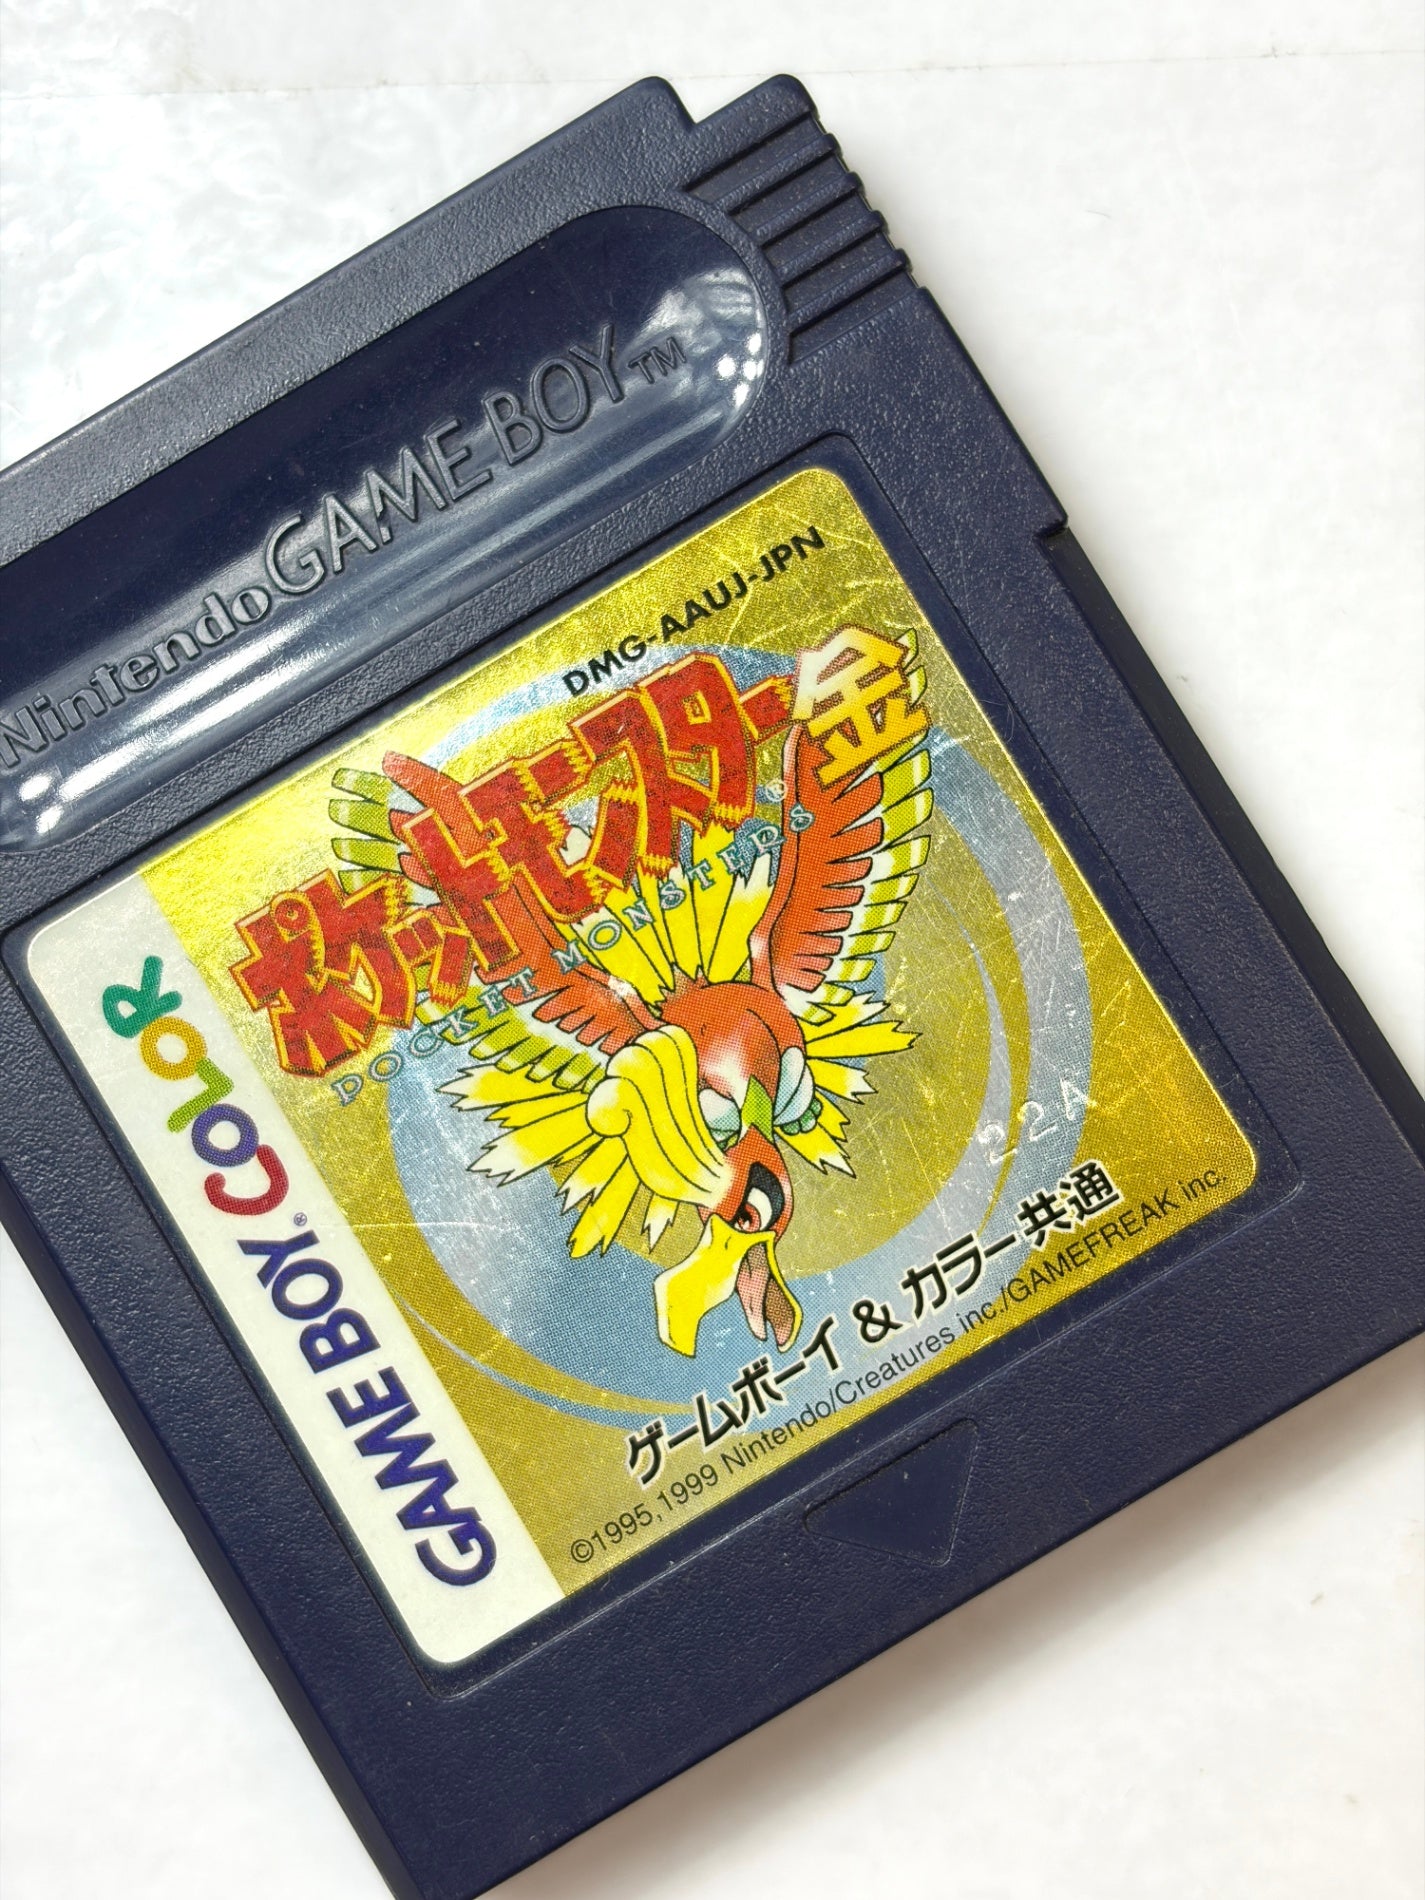 Nintendo GAME BOY™
DMG-AAUJ-JPN
ポケットモンスター金
POCKET MONSTERS®
GAME BOY® COLOR
22A
ゲームボーイ & カラー共通
©1995,1999 Nintendo/Creatures inc./GAMEFREAK inc.